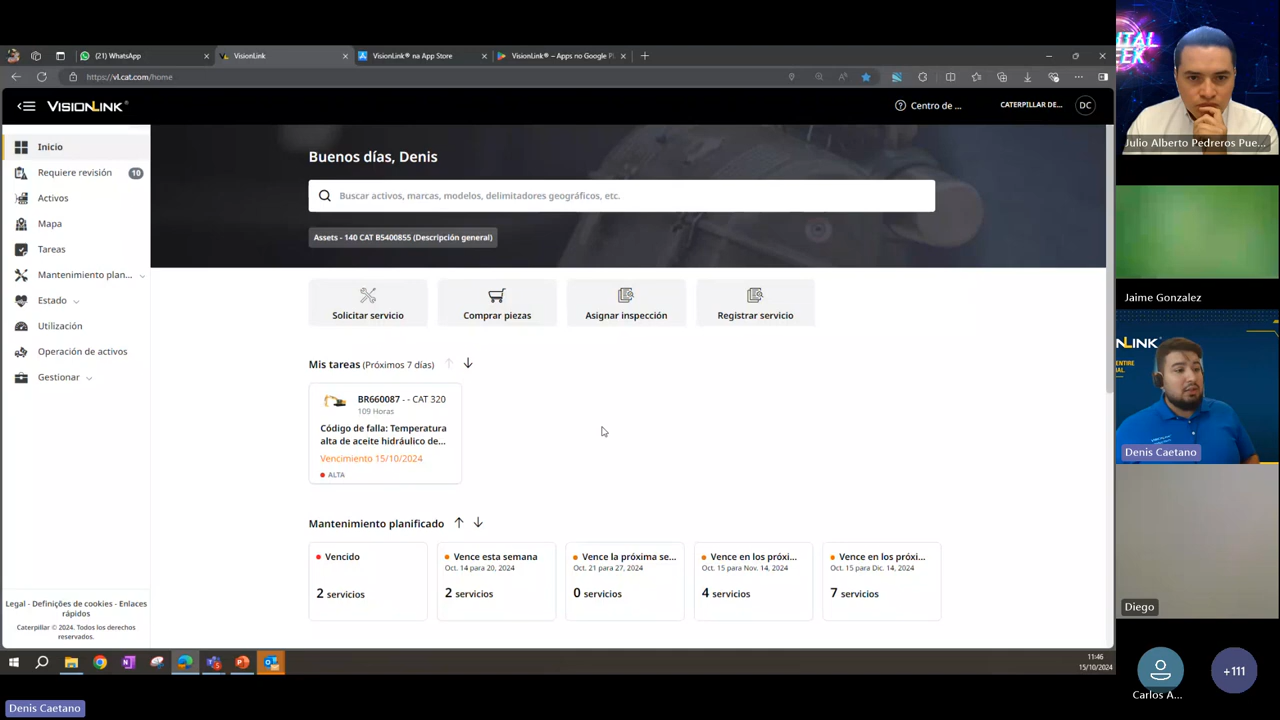 (21) WhatsApp
VisionLink
VisionLink® na App Store
VisionLink® – Apps no Google Pl
https://vl.cat.com/home
VISIONLINK®
Centro de ...
CATERPILLAR DE...
DC
Inicio
Requiere revisión
10
Activos
Mapa
Tareas
Mantenimiento plan...
Estado
Utilización
Operación de activos
Gestionar
Legal - Definições de cookies - Enlaces
rápidos
Caterpillar © 2024. Todos los derechos
reservados.
Buenos días, Denis
Buscar activos, marcas, modelos, delimitadores geográficos, etc.
Assets - 140 CAT B5400855 (Descripción general)
Solicitar servicio
Comprar piezas
Asignar inspección
Registrar servicio
Mis tareas (Próximos 7 días)
BR660087 - - CAT 320
109 Horas
Código de falla: Temperatura
alta de aceite hidráulico de...
Vencimiento 15/10/2024
ALTA
Mantenimiento planificado
Vencido
2 servicios
Vence esta semana
Oct. 14 para 20, 2024
2 servicios
Vence la próxima se...
Oct. 21 para 27, 2024
0 servicios
Vence en los próxi...
Oct. 15 para Nov. 14, 2024
4 servicios
Vence en los próxi...
Oct. 15 para Dic. 14, 2024
7 servicios
11:46
15/10/2024
Denis Caetano
Julio Alberto Pedreros Pue...
Jaime Gonzalez
Denis Caetano
Diego
Carlos A...
+111